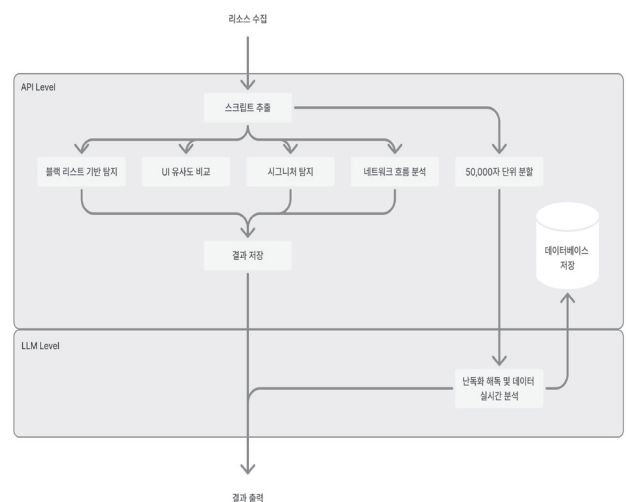 리소스 수집
API Level
스크립트 추출
블랙 리스트 기반 탐지
UI 유사도 비교
시그니처 탐지
네트워크 흐름 분석
50,000자 단위 분할
결과 저장
데이터베이스
저장
LLM Level
난독화 해독 및 데이터
실시간 분석
결과 출력